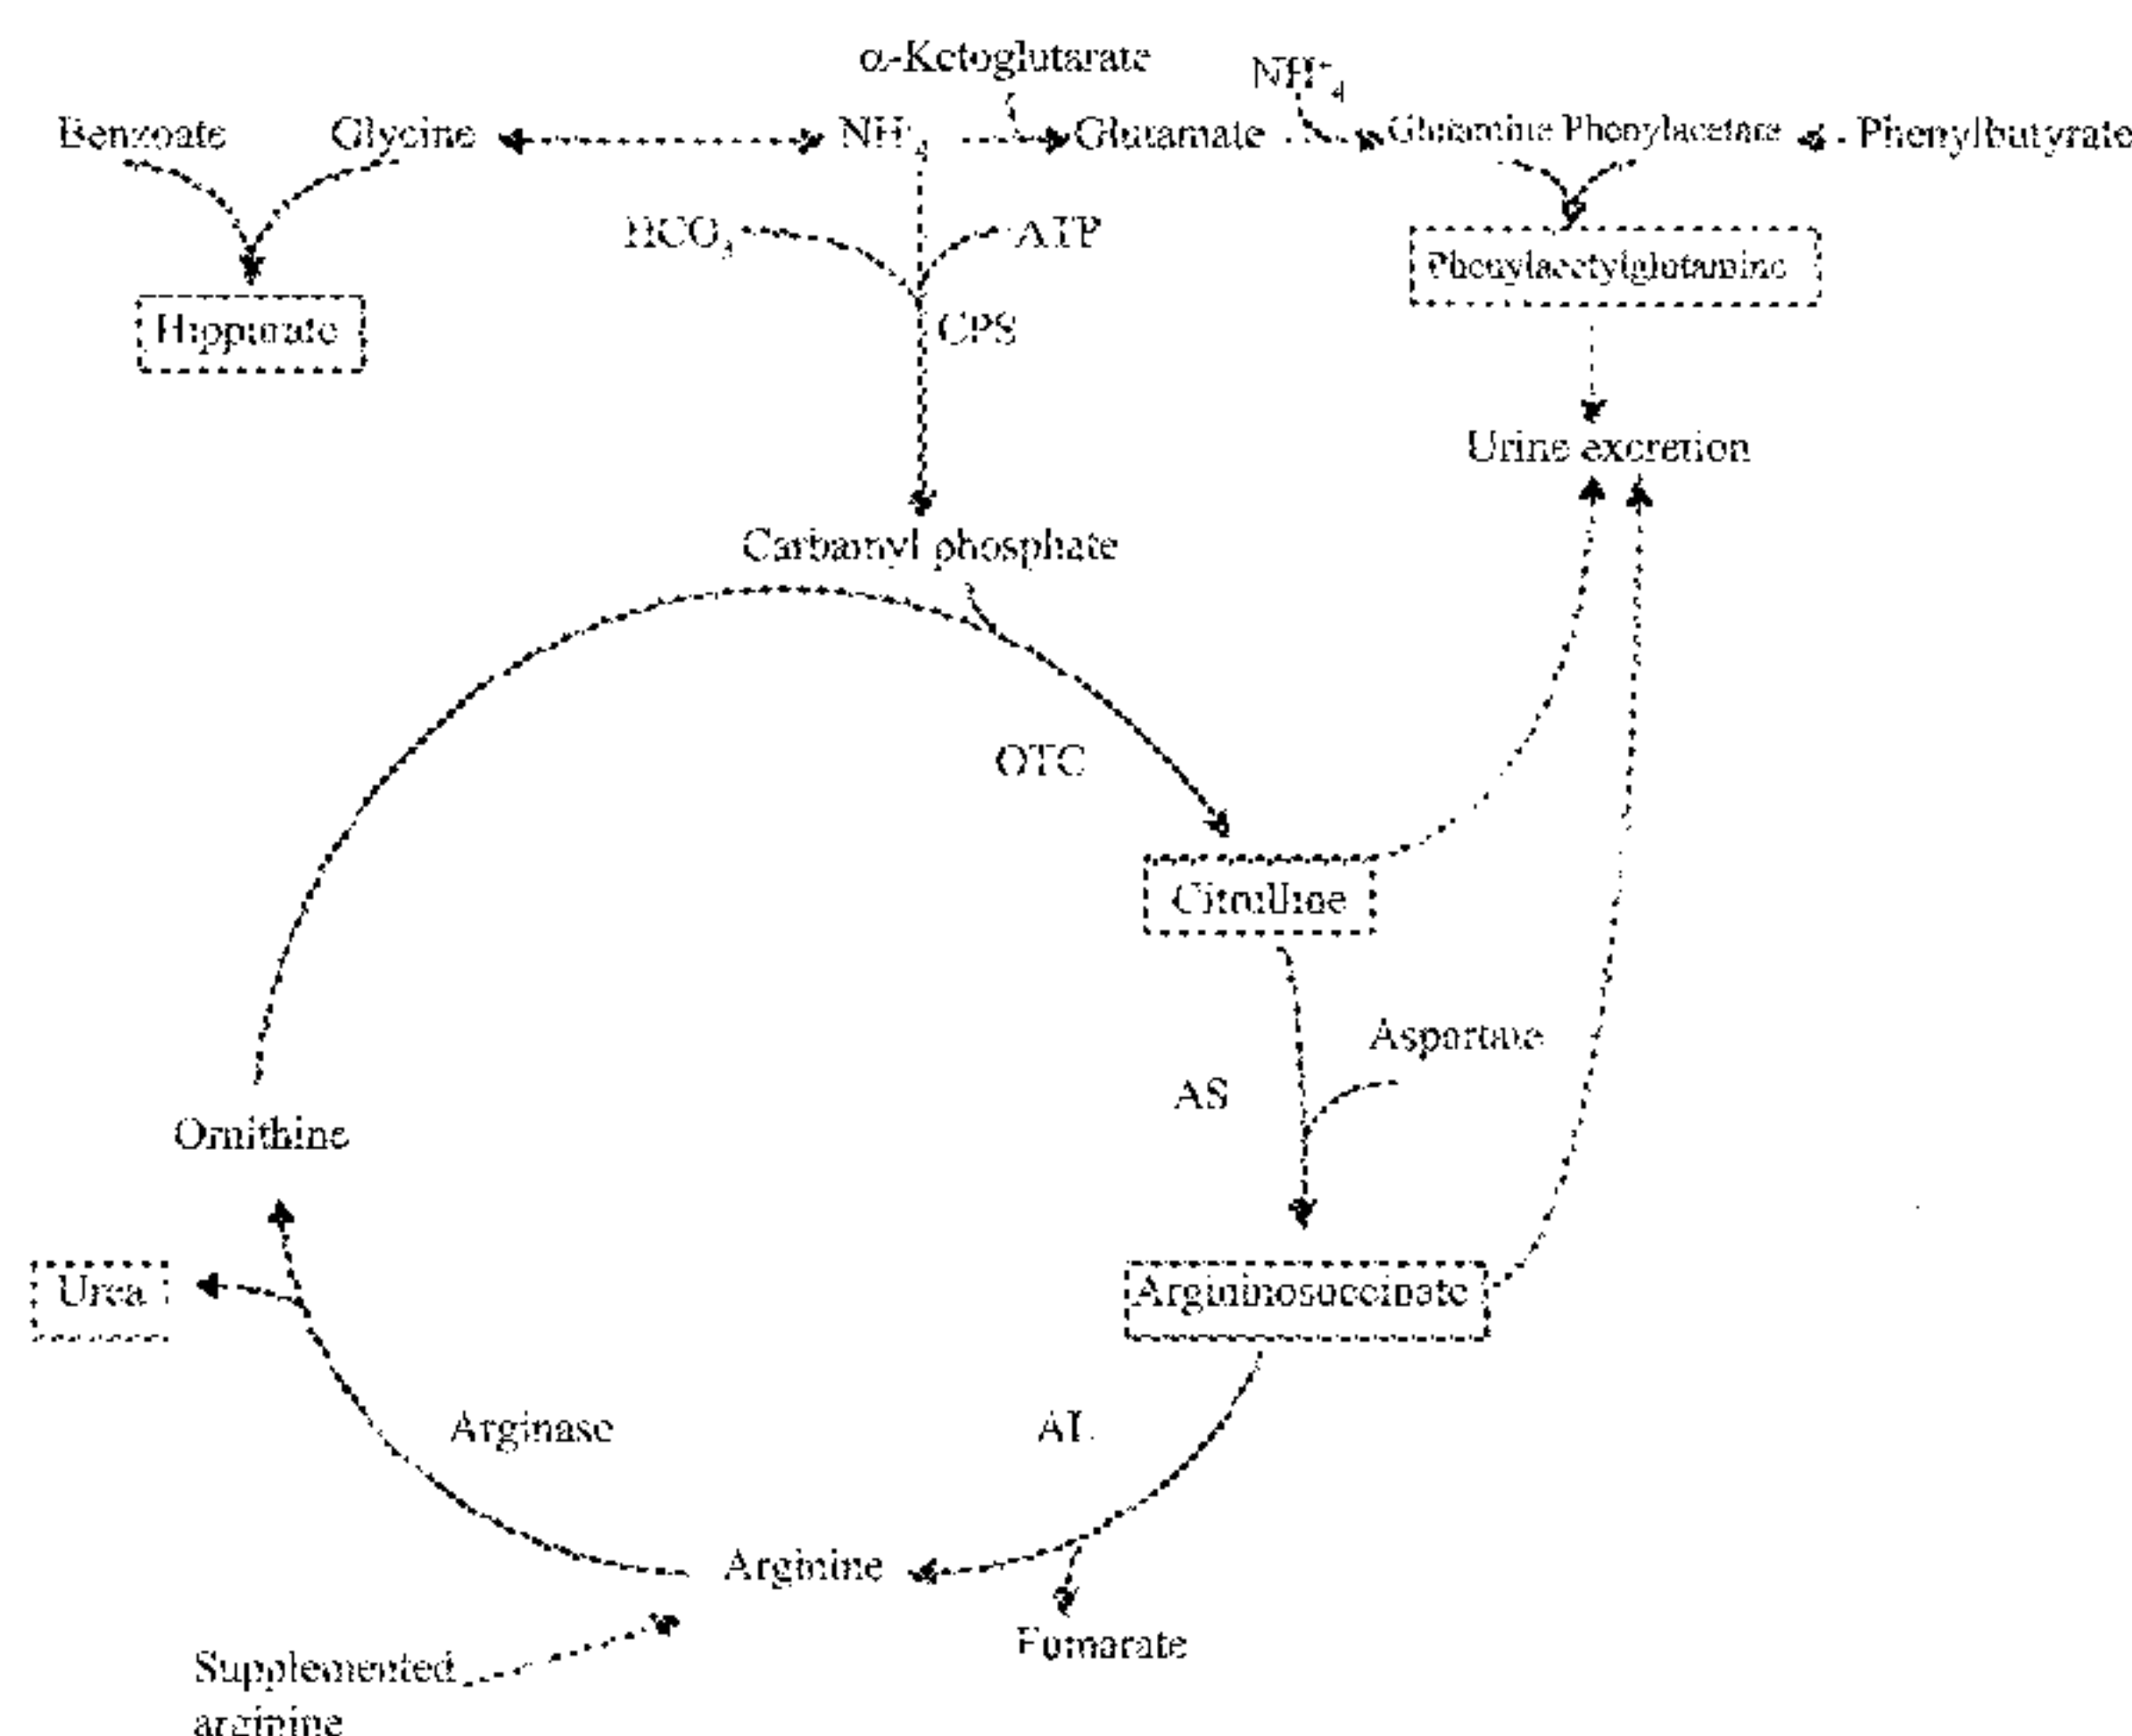 α-Ketoglutarate
NH⁺₄
Benzoate Glycine NH⁺₄ Glutamate Glutamine Phenylacetate Phenylbutyrate
HCO₃ ATP
Phenylacetylglutamine
Hippurate
CPS
Urine excretion
Carbamyl phosphate
OTC
Citrulline
Aspartate
AS
Ornithine
Urea
Argininosuccinate
Arginase
AL
Arginine
Fumarate
Supplemented
arginine